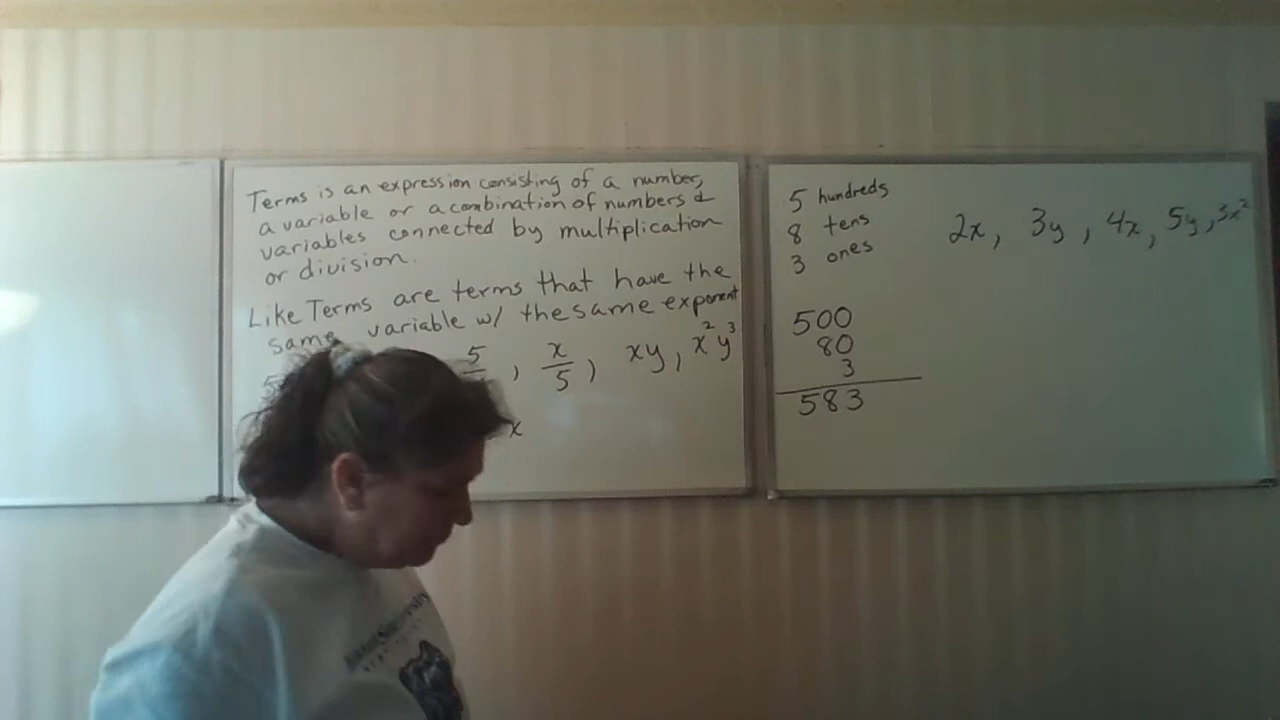 Terms is an expression consisting of a number,
a variable or a combination of numbers &
variables connected by multiplication
or division.
Like Terms are terms that have the
same variable w/ the same exponent
5 , x/5 , xy , x²y³
x
5 hundreds
8 tens
3 ones
500
80
3
583
2x, 3y, 4x, 5y, 3x²